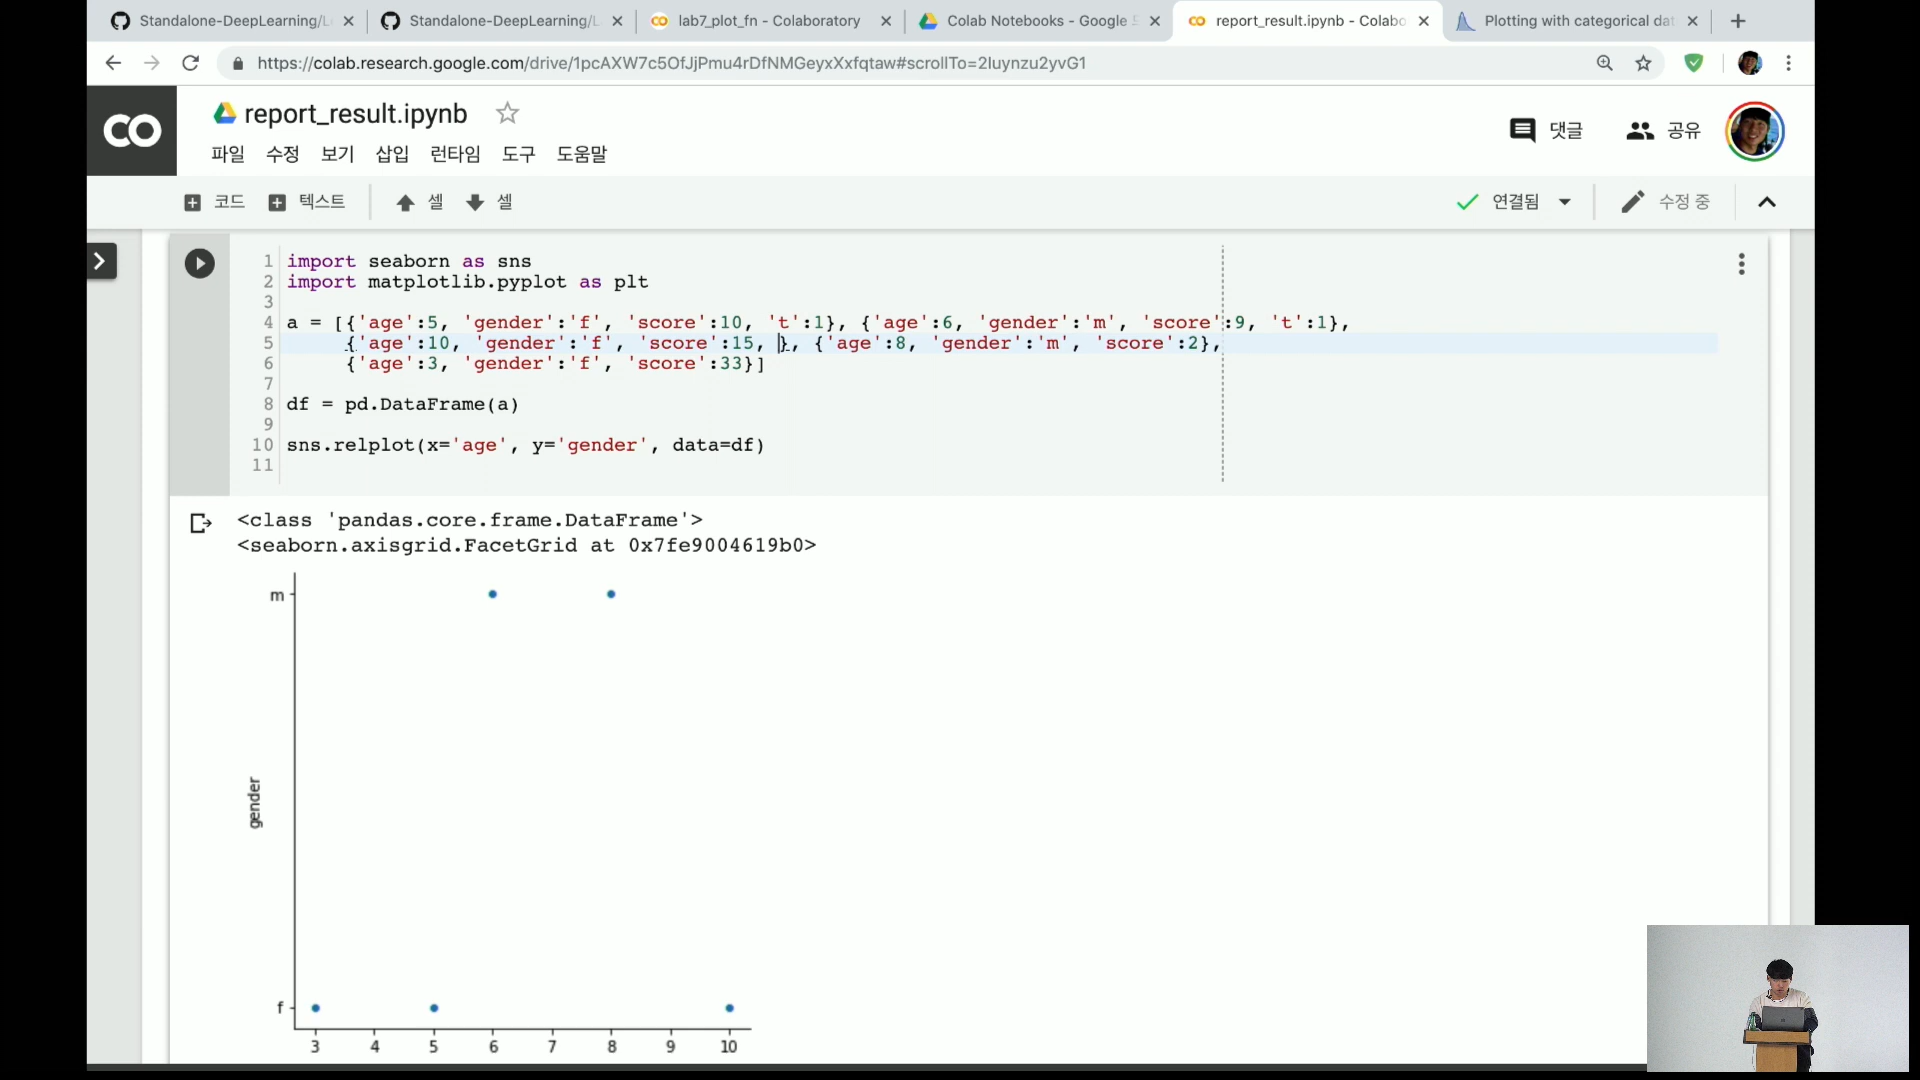 Standalone-DeepLearning/L
Standalone-DeepLearning/L
lab7_plot_fn - Colaboratory
Colab Notebooks - Google
report_result.ipynb - Colabo
Plotting with categorical dat
https://colab.research.google.com/drive/1pcAXW7c5OfJjPmu4rDfNMGeyxXxfqtaw#scrollTo=2Iuynzu2yvG1
CO
report_result.ipynb
댓글
공유
파일 수정 보기 삽입 런타임 도구 도움말
코드 텍스트 셀 셀
연결됨
수정 중
1 import seaborn as sns
2 import matplotlib.pyplot as plt
3
4 a = [{'age':5, 'gender':'f', 'score':10, 't':1}, {'age':6, 'gender':'m', 'score':9, 't':1},
5 {'age':10, 'gender':'f', 'score':15, }, {'age':8, 'gender':'m', 'score':2},
6 {'age':3, 'gender':'f', 'score':33}]
7
8 df = pd.DataFrame(a)
9
10 sns.relplot(x='age', y='gender', data=df)
11
<class 'pandas.core.frame.DataFrame'>
<seaborn.axisgrid.FacetGrid at 0x7fe9004619b0>
m
gender
f
3 4 5 6 7 8 9 10